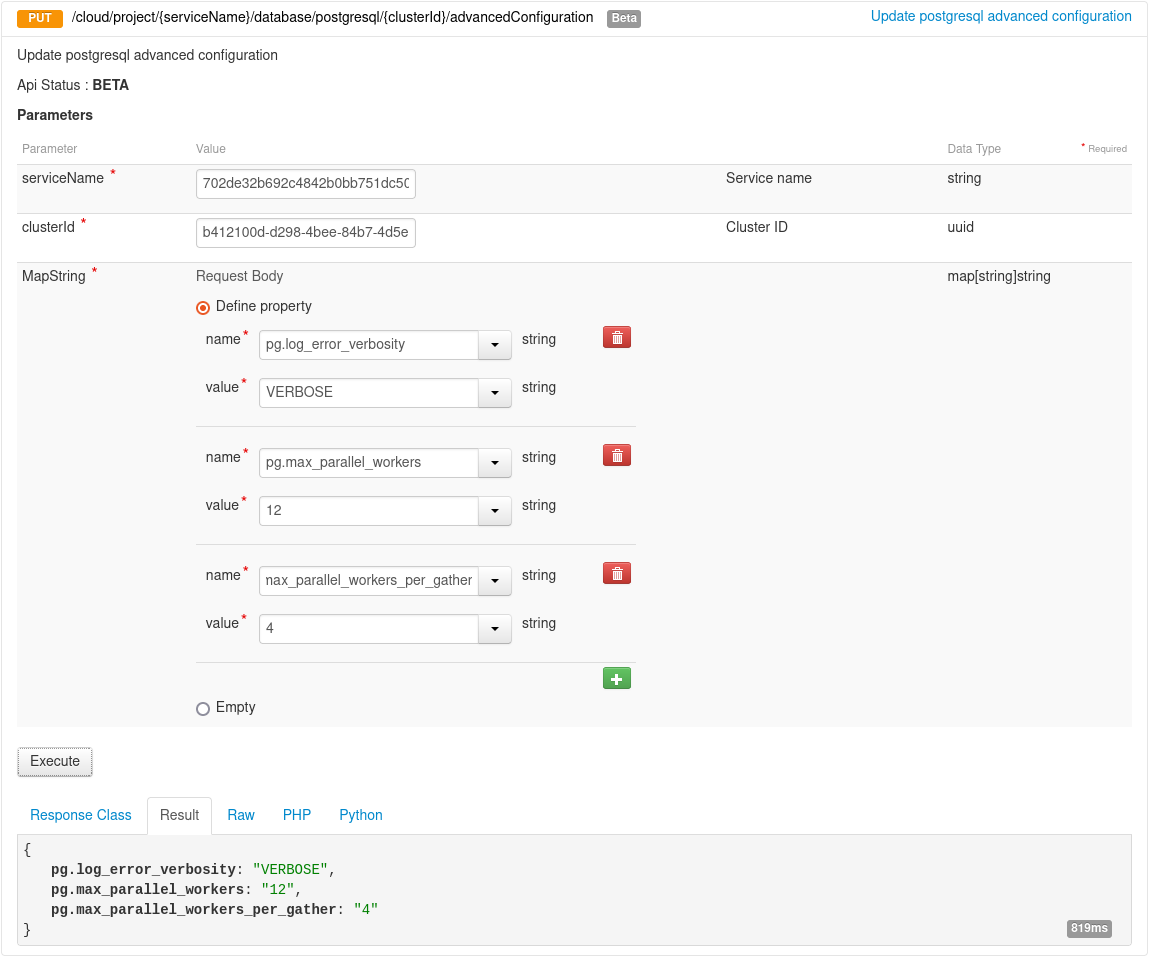 PUT /cloud/project/{serviceName}/database/postgresql/{clusterId}/advancedConfiguration Beta Update postgresql advanced configuration
Update postgresql advanced configuration
Api Status : BETA
Parameters
Parameter Value Data Type * Required
serviceName * 702de32b692c4842b0bb751dc50 Service name string
clusterId * b412100d-d298-4bee-84b7-4d5e Cluster ID uuid
MapString * Request Body map[string]string
Define property
name* pg.log_error_verbosity string
value* VERBOSE string
name* pg.max_parallel_workers string
value* 12 string
name* max_parallel_workers_per_gather string
value* 4 string
Empty
Execute
Response Class Result Raw PHP Python
{
pg.log_error_verbosity: "VERBOSE",
pg.max_parallel_workers: "12",
pg.max_parallel_workers_per_gather: "4"
}
819ms